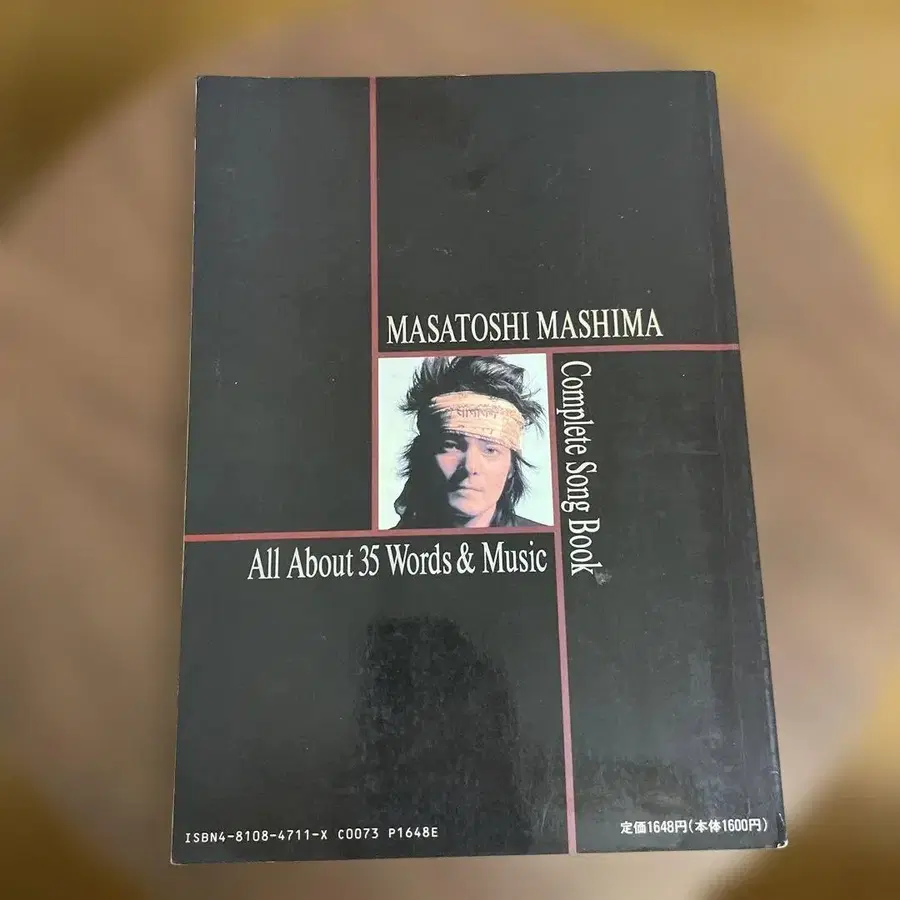 MASATOSHI MASHIMA
Complete Song Book
All About 35 Words & Music
ISBN4-8108-4711-X C0073 P1648E
定価1648円(本体1600円)